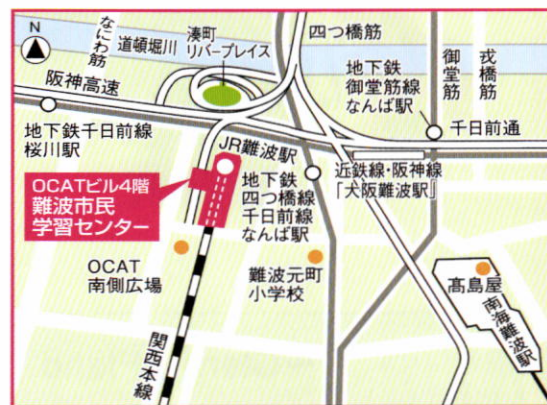 N
なにわ筋
道頓堀川
湊町
リバープレイス
四つ橋筋
御堂筋
戎橋筋
阪神高速
地下鉄
御堂筋線
なんば駅
千日前通
地下鉄千日前線
桜川駅
JR難波駅
近鉄線・阪神線
「大阪難波駅」
OCATビル4階
難波市民
学習センター
地下鉄
四つ橋線
千日前線
なんば駅
OCAT
南側広場
難波元町
小学校
髙島屋
南海難波駅
関西本線